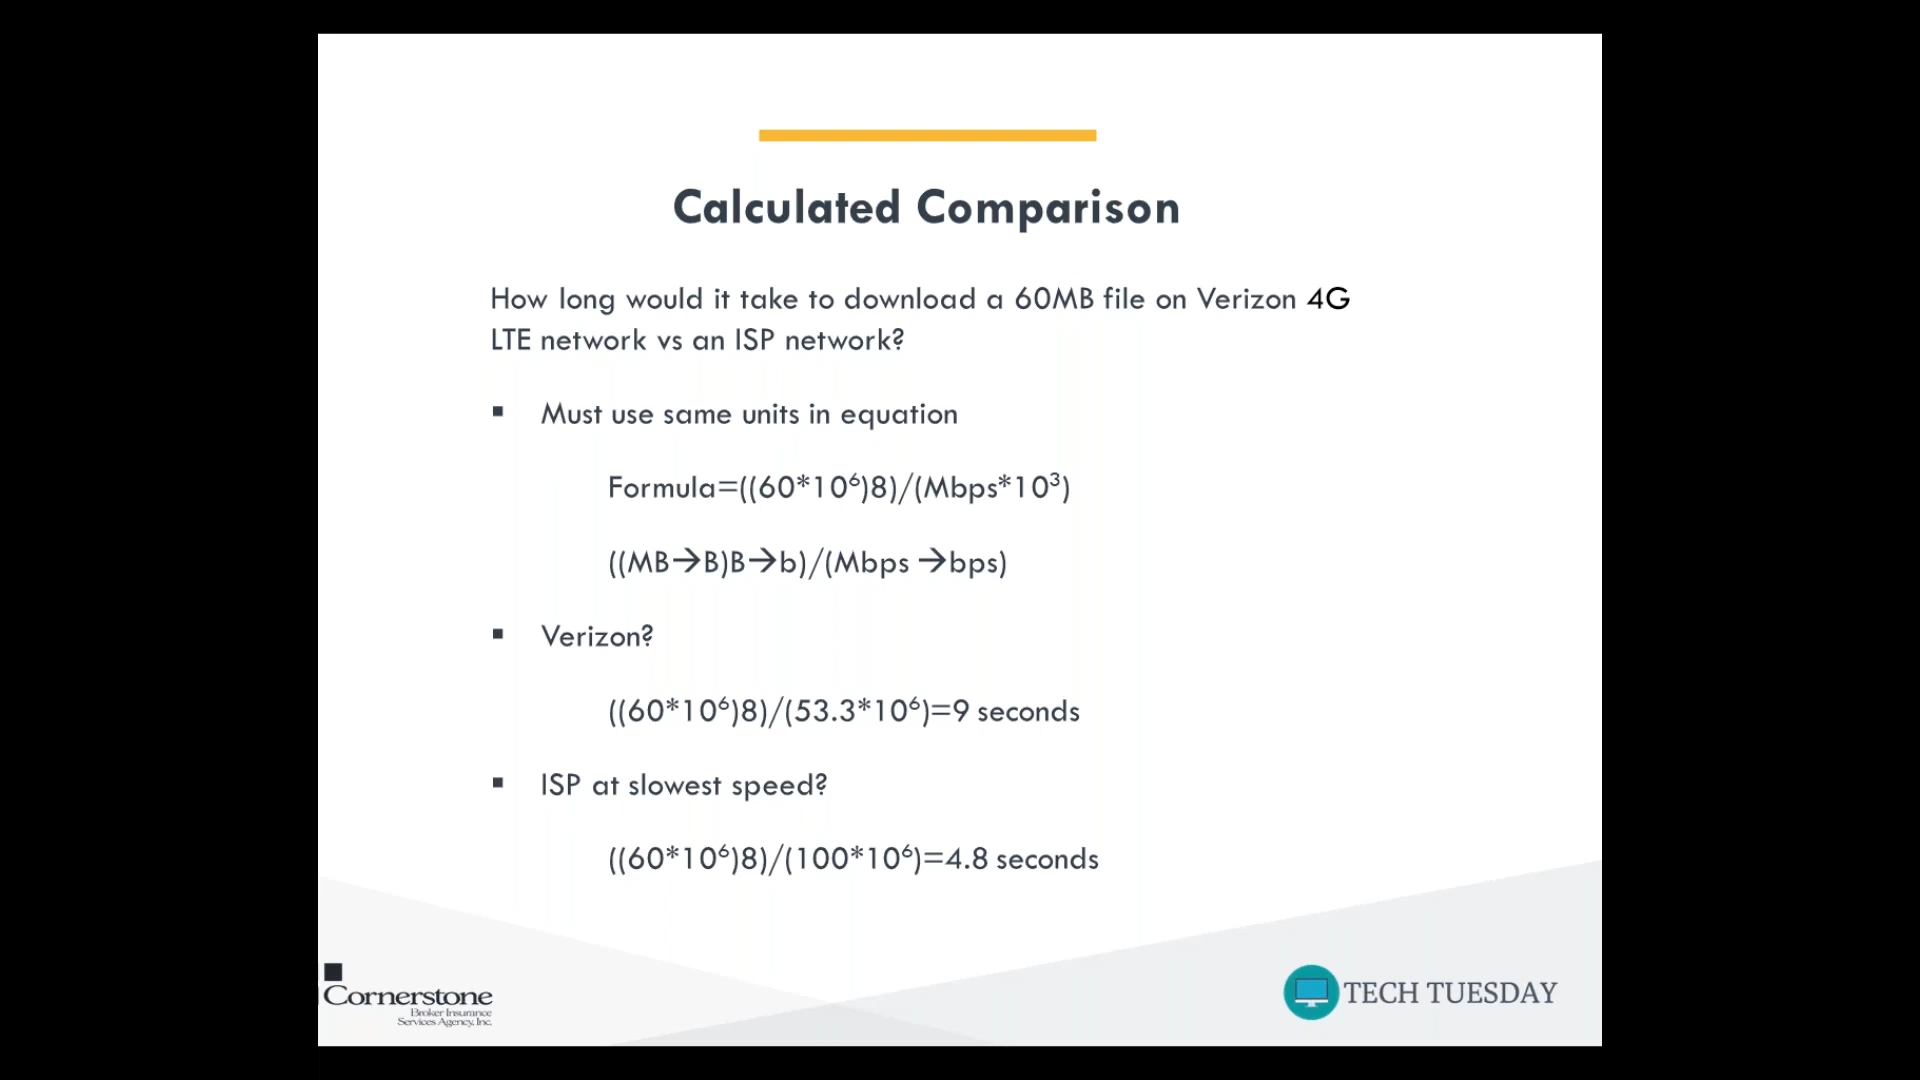 Calculated Comparison
How long would it take to download a 60MB file on Verizon 4G
LTE network vs an ISP network?
▪ Must use same units in equation
Formula=((60*10⁶)8)/(Mbps*10³)
((MB→B)B→b)/(Mbps →bps)
▪ Verizon?
((60*10⁶)8)/(53.3*10⁶)=9 seconds
▪ ISP at slowest speed?
((60*10⁶)8)/(100*10⁶)=4.8 seconds
Cornerstone
Broker Insurance
Services Agency, Inc.
TECH TUESDAY